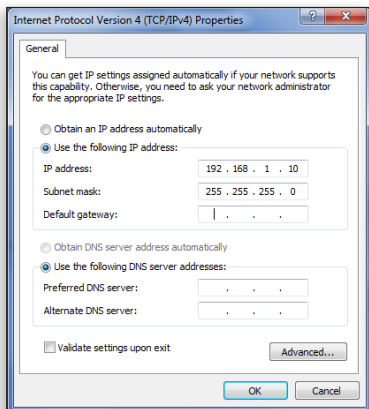 Internet Protocol Version 4 (TCP/IPv4) Properties
General
You can get IP settings assigned automatically if your network supports
this capability. Otherwise, you need to ask your network administrator
for the appropriate IP settings.
Obtain an IP address automatically
Use the following IP address:
IP address: 192 . 168 . 1 . 10
Subnet mask: 255 . 255 . 255 . 0
Default gateway: . . .
Obtain DNS server address automatically
Use the following DNS server addresses:
Preferred DNS server: . . .
Alternate DNS server: . . .
Validate settings upon exit
Advanced...
OK Cancel